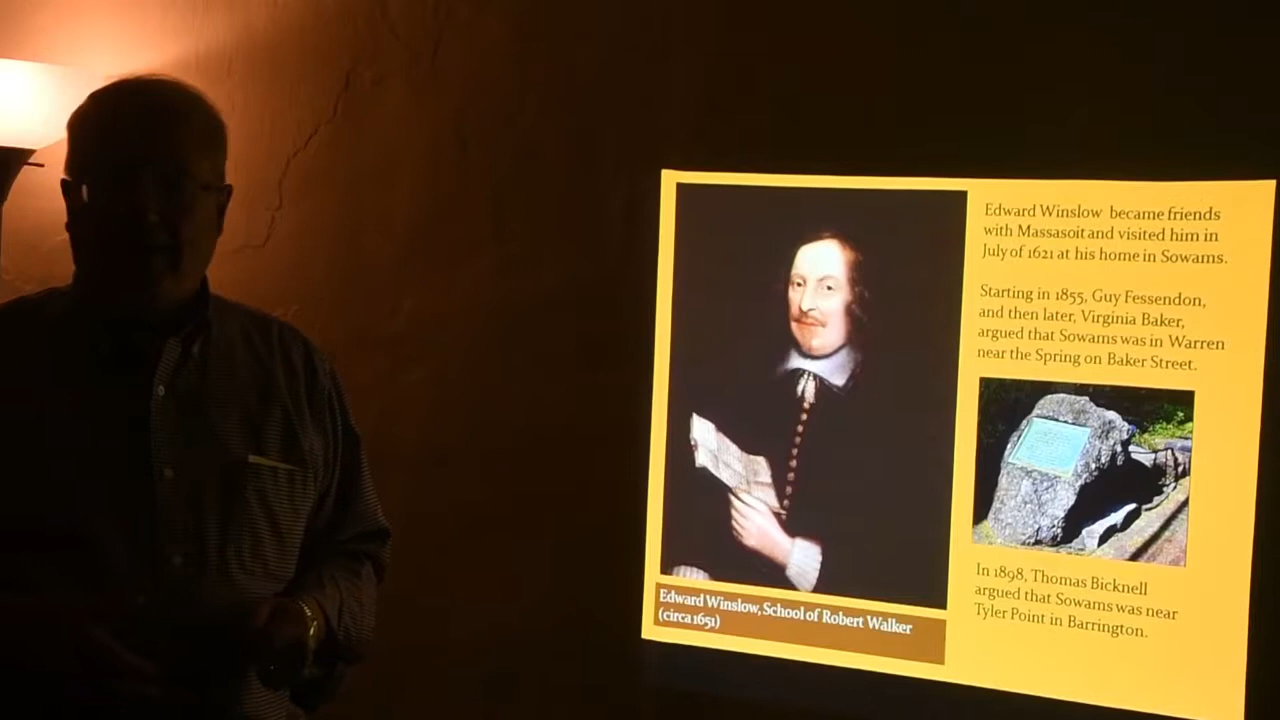 Edward Winslow became friends
with Massasoit and visited him in
July of 1621 at his home in Sowams.
Starting in 1855, Guy Fessendon,
and then later, Virginia Baker,
argued that Sowams was in Warren
near the Spring on Baker Street.
In 1898, Thomas Bicknell
argued that Sowams was near
Tyler Point in Barrington.
Edward Winslow, School of Robert Walker
(circa 1651)